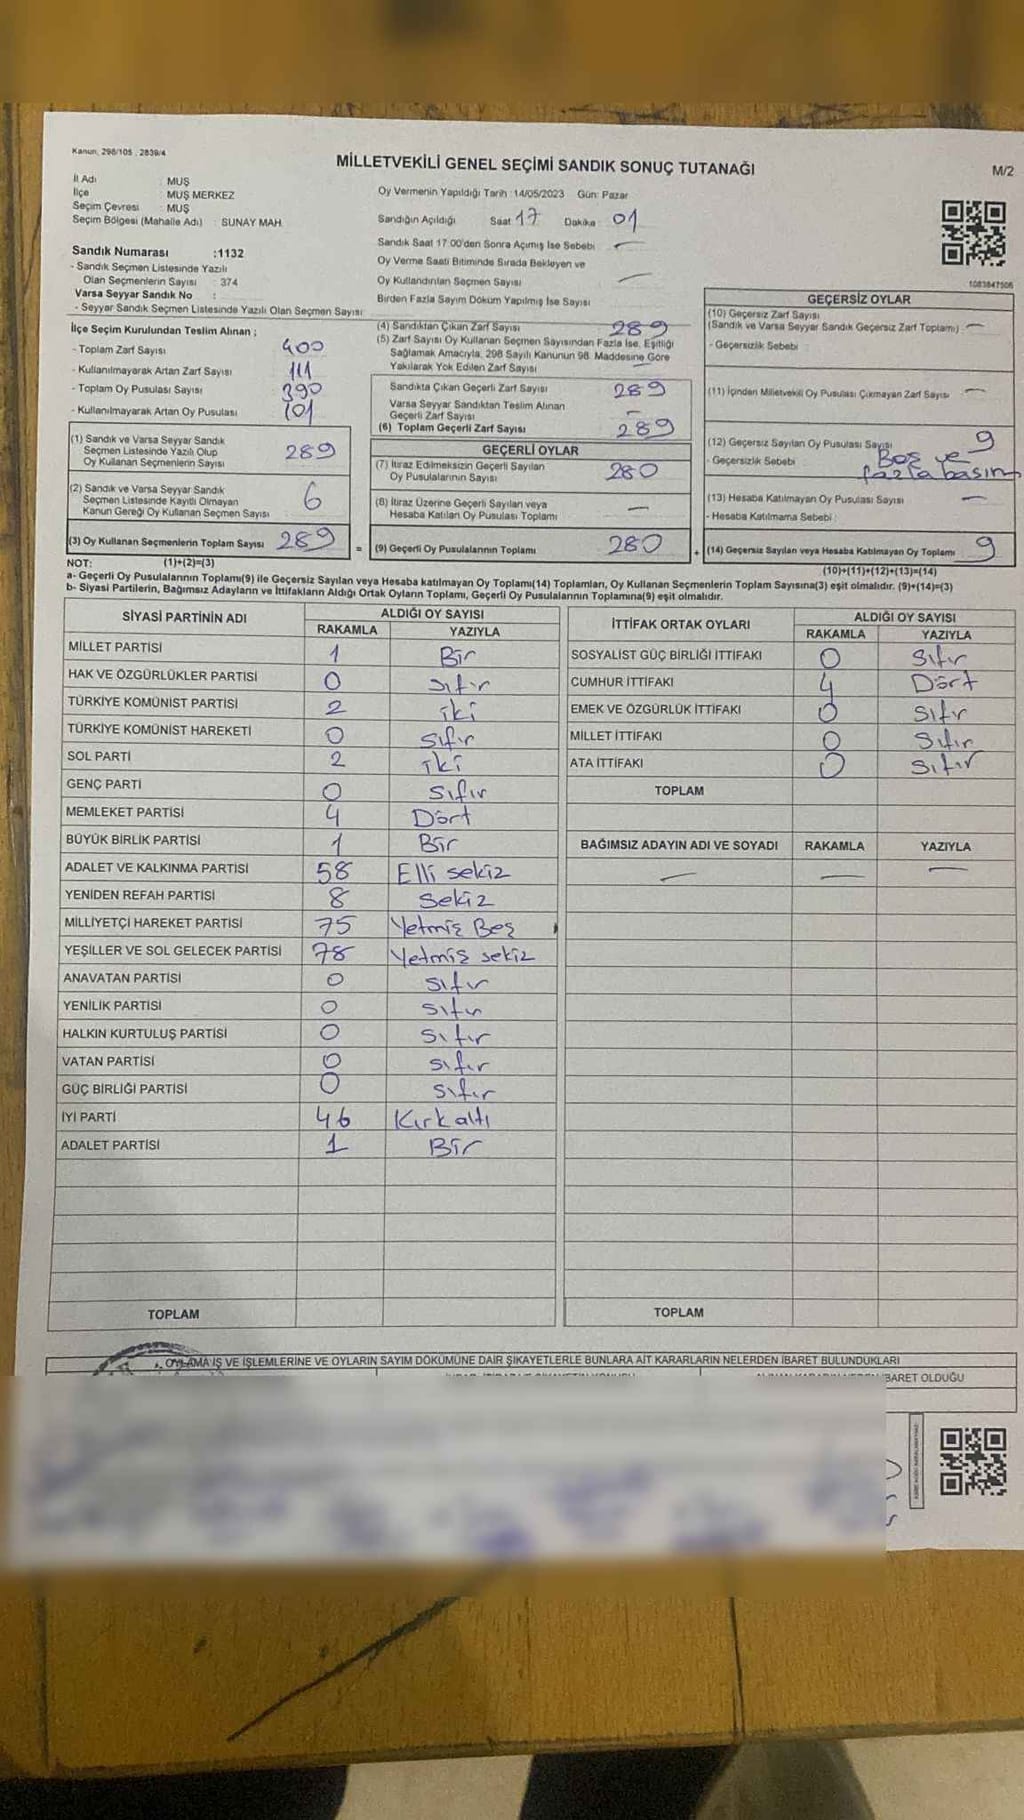 Kanun, 298/105 , 2839/4
MİLLETVEKİLİ GENEL SEÇİMİ SANDIK SONUÇ TUTANAĞI
M/2
İl Adı : MUŞ
İlçe : MUŞ MERKEZ
Seçim Çevresi : MUŞ
Seçim Bölgesi (Mahalle Adı) : SUNAY MAH.
Oy Vermenin Yapıldığı Tarih : 14/05/2023 Gün: Pazar
Sandığın Açıldığı Saat 17 Dakika 01
Sandık Saat 17:00'den Sonra Açımış İse Sebebi —
Oy Verme Saati Bitiminde Sırada Bekleyen ve
Oy Kullandırılan Seçmen Sayısı —
Birden Fazla Sayım Döküm Yapılmış İse Sayısı
Sandık Numarası :1132
- Sandık Seçmen Listesinde Yazılı
Olan Seçmenlerin Sayısı : 374
Varsa Seyyar Sandık No :
- Seyyar Sandık Seçmen Listesinde Yazılı Olan Seçmen Sayısı
1083847506
İlçe Seçim Kurulundan Teslim Alınan ;
- Toplam Zarf Sayısı 400
- Kullanılmayarak Artan Zarf Sayısı 111
- Toplam Oy Pusulası Sayısı 390
- Kullanılmayarak Artan Oy Pusulası 101
(1) Sandık ve Varsa Seyyar Sandık
Seçmen Listesinde Yazılı Olup
Oy Kullanan Seçmenlerin Sayısı 289
(2) Sandık ve Varsa Seyyar Sandık
Seçmen Listesinde Kayıtlı Olmayan
Kanun Gereği Oy Kullanan Seçmen Sayısı 6
(3) Oy Kullanan Seçmenlerin Toplam Sayısı 289
(4) Sandıktan Çıkan Zarf Sayısı 289
(5) Zarf Sayısı Oy Kullanan Seçmen Sayısından Fazla İse, Eşitliği
Sağlamak Amacıyla, 298 Sayılı Kanunun 98. Maddesine Göre
Yakılarak Yok Edilen Zarf Sayısı —
Sandıkta Çıkan Geçerli Zarf Sayısı 289
Varsa Seyyar Sandıktan Teslim Alınan
Geçerli Zarf Sayısı —
(6) Toplam Geçerli Zarf Sayısı 289
GEÇERLİ OYLAR
(7) İtiraz Edilmeksizin Geçerli Sayılan
Oy Pusulalarının Sayısı 280
(8) İtiraz Üzerine Geçerli Sayılan veya
Hesaba Katılan Oy Pusulası Toplamı —
= (9) Geçerli Oy Pusulalarının Toplamı 280
GEÇERSİZ OYLAR
(10) Geçersiz Zarf Sayısı
(Sandık ve Varsa Seyyar Sandık Geçersiz Zarf Toplamı) —
- Geçersizlik Sebebi :
(11) İçinden Milletvekili Oy Pusulası Çıkmayan Zarf Sayısı —
(12) Geçersiz Sayılan Oy Pusulası Sayısı 9
- Geçersizlik Sebebi Boş ve
fazla basım
(13) Hesaba Katılmayan Oy Pusulası Sayısı —
- Hesaba Katılmama Sebebi :
+ (14) Geçersiz Sayılan veya Hesaba Katılmayan Oy Toplamı 9
NOT: (1)+(2)=(3)
(10)+(11)+(12)+(13)=(14)
a- Geçerli Oy Pusulalarının Toplamı(9) ile Geçersiz Sayılan veya Hesaba katılmayan Oy Toplamı(14) Toplamları, Oy Kullanan Seçmenlerin Toplam Sayısına(3) eşit olmalıdır. (9)+(14)=(3)
b- Siyasi Partilerin, Bağımsız Adayların ve İttifakların Aldığı Ortak Oyların Toplamı, Geçerli Oy Pusulalarının Toplamına(9) eşit olmalıdır.
SİYASİ PARTİNİN ADI ALDIĞI OY SAYISI
RAKAMLA YAZIYLA
MİLLET PARTİSİ 1 Bir
HAK VE ÖZGÜRLÜKLER PARTİSİ 0 sıfır
TÜRKİYE KOMÜNİST PARTİSİ 2 iki
TÜRKİYE KOMÜNİST HAREKETİ 0 sıfır
SOL PARTİ 2 iki
GENÇ PARTİ 0 sıfır
MEMLEKET PARTİSİ 4 Dört
BÜYÜK BİRLİK PARTİSİ 1 Bir
ADALET VE KALKINMA PARTİSİ 58 Elli sekiz
YENİDEN REFAH PARTİSİ 8 Sekiz
MİLLİYETÇİ HAREKET PARTİSİ 75 Yetmiş Beş
YEŞİLLER VE SOL GELECEK PARTİSİ 78 Yetmiş sekiz
ANAVATAN PARTİSİ 0 sıfır
YENİLİK PARTİSİ 0 sıfır
HALKIN KURTULUŞ PARTİSİ 0 sıfır
VATAN PARTİSİ 0 sıfır
GÜÇ BİRLİĞİ PARTİSİ 0 sıfır
İYİ PARTİ 46 Kırk altı
ADALET PARTİSİ 1 Bir
TOPLAM
İTTİFAK ORTAK OYLARI ALDIĞI OY SAYISI
RAKAMLA YAZIYLA
SOSYALİST GÜÇ BİRLİĞİ İTTİFAKI 0 Sıfır
CUMHUR İTTİFAKI 4 Dört
EMEK VE ÖZGÜRLÜK İTTİFAKI 0 Sıfır
MİLLET İTTİFAKI 0 Sıfır
ATA İTTİFAKI 0 Sıfır
TOPLAM
BAĞIMSIZ ADAYIN ADI VE SOYADI RAKAMLA YAZIYLA
— — —
TOPLAM
OYLAMA İŞ VE İŞLEMLERİNE VE OYLARIN SAYIM DÖKÜMÜNE DAİR ŞİKAYETLERLE BUNLARA AİT KARARLARIN NELERDEN İBARET BULUNDUKLARI
İBARET OLDUĞU